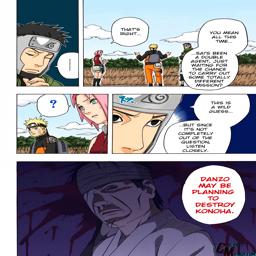 YOU MEAN
ALL THIS
TIME...
SAI'S BEEN
A DOUBLE
AGENT, JUST
WAITING FOR
THE CHANCE
TO CARRY OUT
SOME TOTALLY
DIFFERENT
MISSION?
THAT'S
RIGHT...
THIS IS A
WILD
GUESS...
...BUT SINCE
IT'S NOT
COMPLETELY
OUT OF THE
QUESTION,
LISTEN
CLOSELY.
?
DANZO
MAY BE
PLANNING
TO
DESTROY
KONOHA.